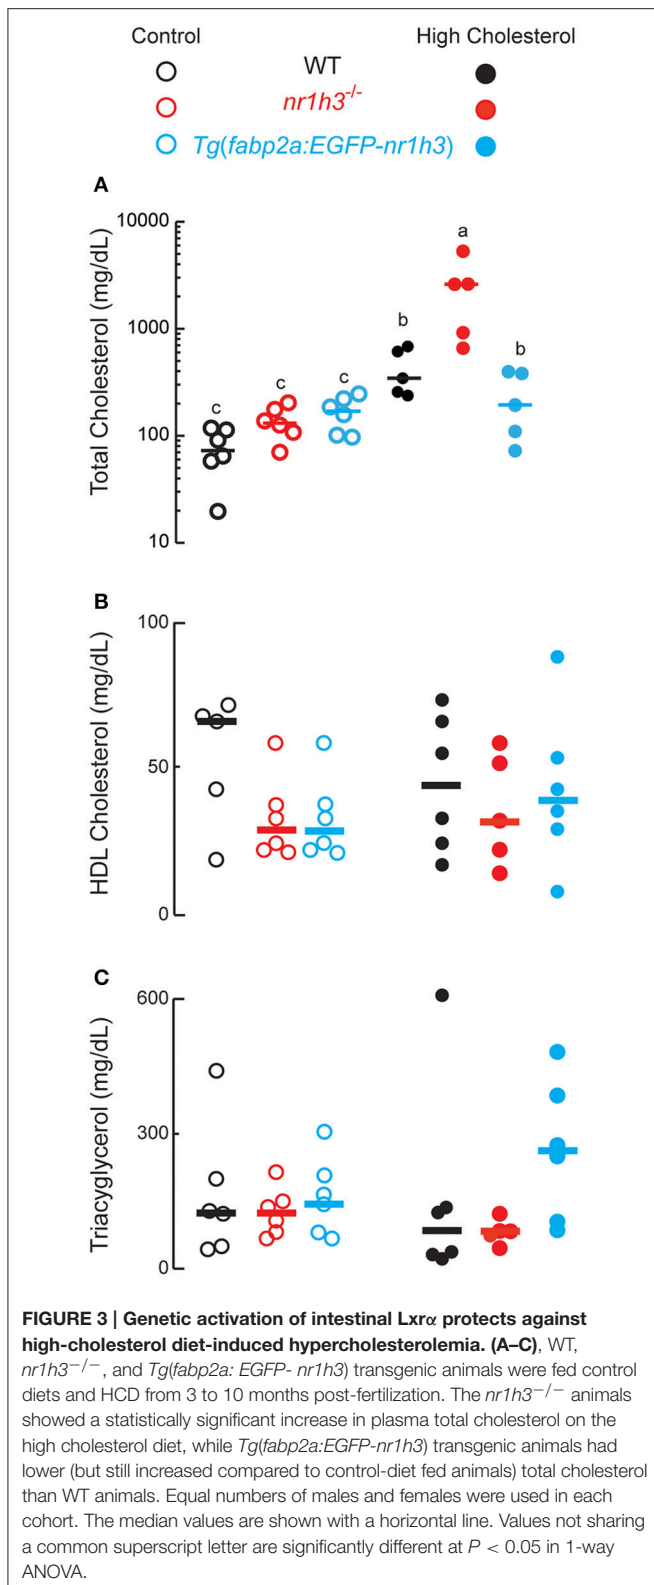 Control High Cholesterol
WT
nr1h3-/-
Tg(fabp2a:EGFP-nr1h3)
A
Total Cholesterol (mg/dL)
10000
1000
100
10
c
c
c
b
a
b
B
HDL Cholesterol (mg/dL)
100
50
0
C
Triacyglycerol (mg/dL)
600
300
0
FIGURE 3 | Genetic activation of intestinal Lxrα protects against
high-cholesterol diet-induced hypercholesterolemia. (A–C), WT,
nr1h3−/−, and Tg(fabp2a: EGFP- nr1h3) transgenic animals were fed control
diets and HCD from 3 to 10 months post-fertilization. The nr1h3−/− animals
showed a statistically significant increase in plasma total cholesterol on the
high cholesterol diet, while Tg(fabp2a:EGFP-nr1h3) transgenic animals had
lower (but still increased compared to control-diet fed animals) total cholesterol
than WT animals. Equal numbers of males and females were used in each
cohort. The median values are shown with a horizontal line. Values not sharing
a common superscript letter are significantly different at P < 0.05 in 1-way
ANOVA.